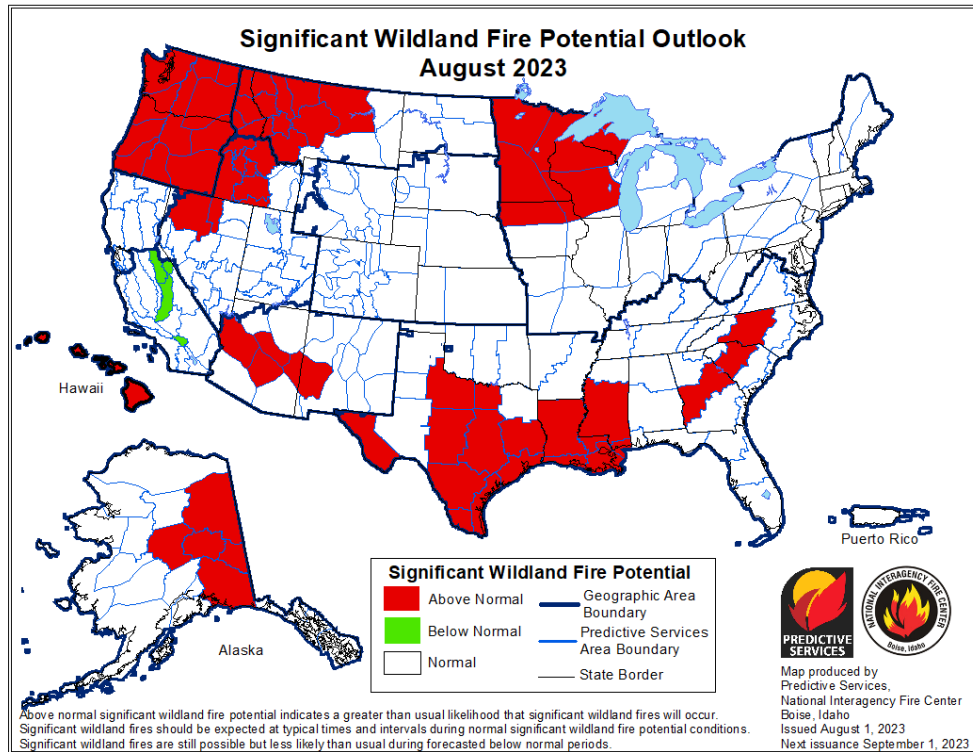 Significant Wildland Fire Potential Outlook
August 2023
Hawaii
Alaska
Puerto Rico
Significant Wildland Fire Potential
Above Normal
Below Normal
Normal
Geographic Area
Boundary
Predictive Services
Area Boundary
State Border
PREDICTIVE
SERVICES
NATIONAL INTERAGENCY FIRE CENTER
Boise, Idaho
Map produced by
Predictive Services,
National Interagency Fire Center
Boise, Idaho
Issued August 1, 2023
Next issuance September 1, 2023
Above normal significant wildland fire potential indicates a greater than usual likelihood that significant wildland fires will occur.
Significant wildland fires should be expected at typical times and intervals during normal significant wildland fire potential conditions.
Significant wildland fires are still possible but less likely than usual during forecasted below normal periods.